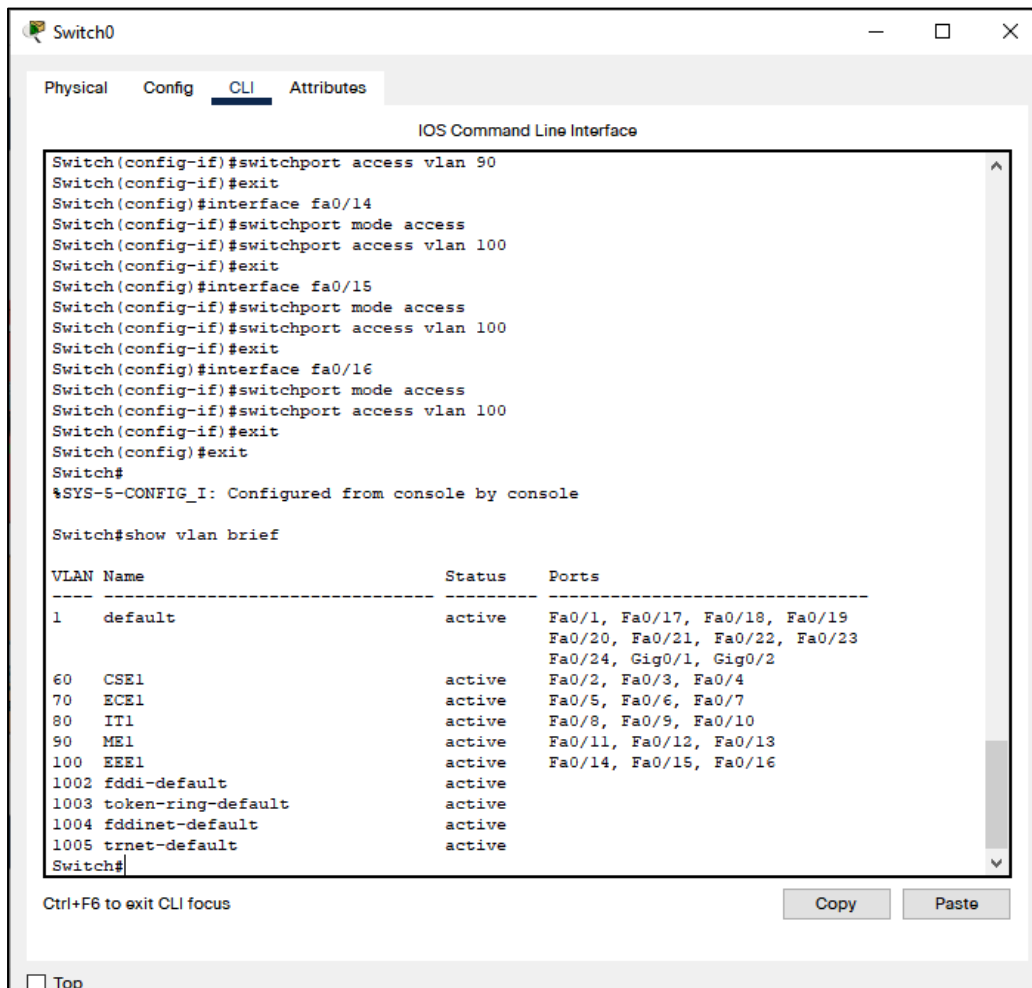 Switch0
Physical Config CLI Attributes
IOS Command Line Interface
Switch(config-if)#switchport access vlan 90
Switch(config-if)#exit
Switch(config)#interface fa0/14
Switch(config-if)#switchport mode access
Switch(config-if)#switchport access vlan 100
Switch(config-if)#exit
Switch(config)#interface fa0/15
Switch(config-if)#switchport mode access
Switch(config-if)#switchport access vlan 100
Switch(config-if)#exit
Switch(config)#interface fa0/16
Switch(config-if)#switchport mode access
Switch(config-if)#switchport access vlan 100
Switch(config-if)#exit
Switch(config)#exit
Switch#
%SYS-5-CONFIG_I: Configured from console by console
Switch#show vlan brief
VLAN Name Status Ports
---- -------------------------------- --------- -------------------------------
1 default active Fa0/1, Fa0/17, Fa0/18, Fa0/19
Fa0/20, Fa0/21, Fa0/22, Fa0/23
Fa0/24, Gig0/1, Gig0/2
60 CSE1 active Fa0/2, Fa0/3, Fa0/4
70 ECE1 active Fa0/5, Fa0/6, Fa0/7
80 IT1 active Fa0/8, Fa0/9, Fa0/10
90 ME1 active Fa0/11, Fa0/12, Fa0/13
100 EEE1 active Fa0/14, Fa0/15, Fa0/16
1002 fddi-default active
1003 token-ring-default active
1004 fddinet-default active
1005 trnet-default active
Switch#
Ctrl+F6 to exit CLI focus
Copy Paste
Top